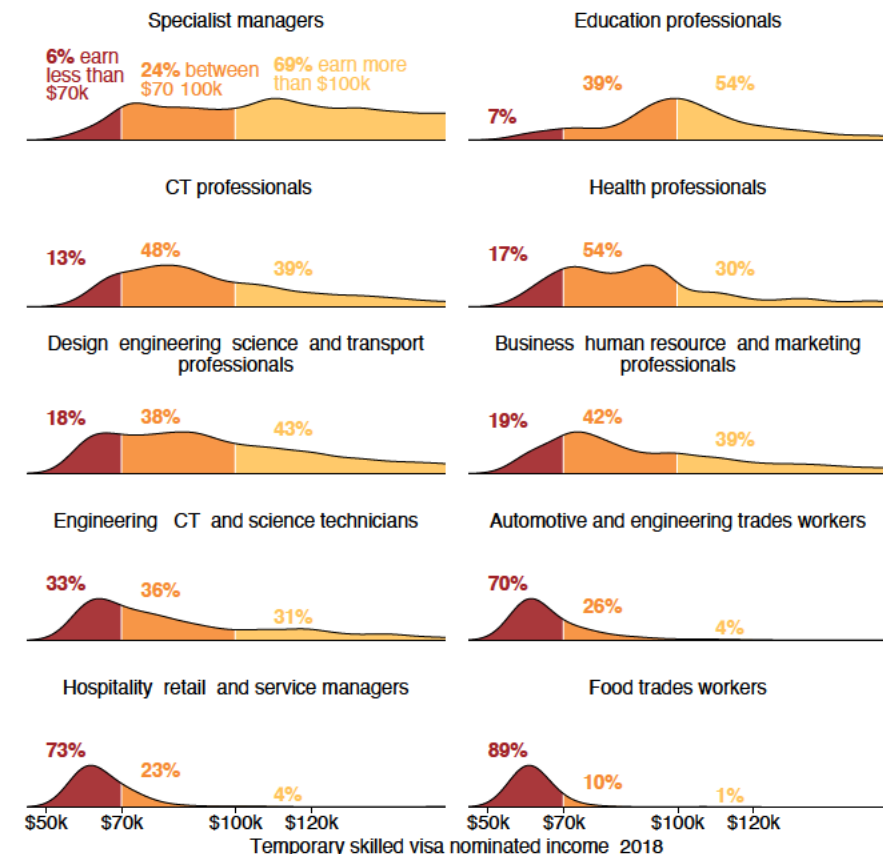 Specialist managers
6% earn
less than
$70k
24% between
$70 100k
69% earn more
than $100k
Education professionals
7%
39%
54%
CT professionals
13%
48%
39%
Health professionals
17%
54%
30%
Design engineering science and transport
professionals
18%
38%
43%
Business human resource and marketing
professionals
19%
42%
39%
Engineering CT and science technicians
33%
36%
31%
Automotive and engineering trades workers
70%
26%
4%
Hospitality retail and service managers
73%
23%
4%
Food trades workers
89%
10%
1%
$50k $70k $100k $120k
$50k $70k $100k $120k
Temporary skilled visa nominated income 2018